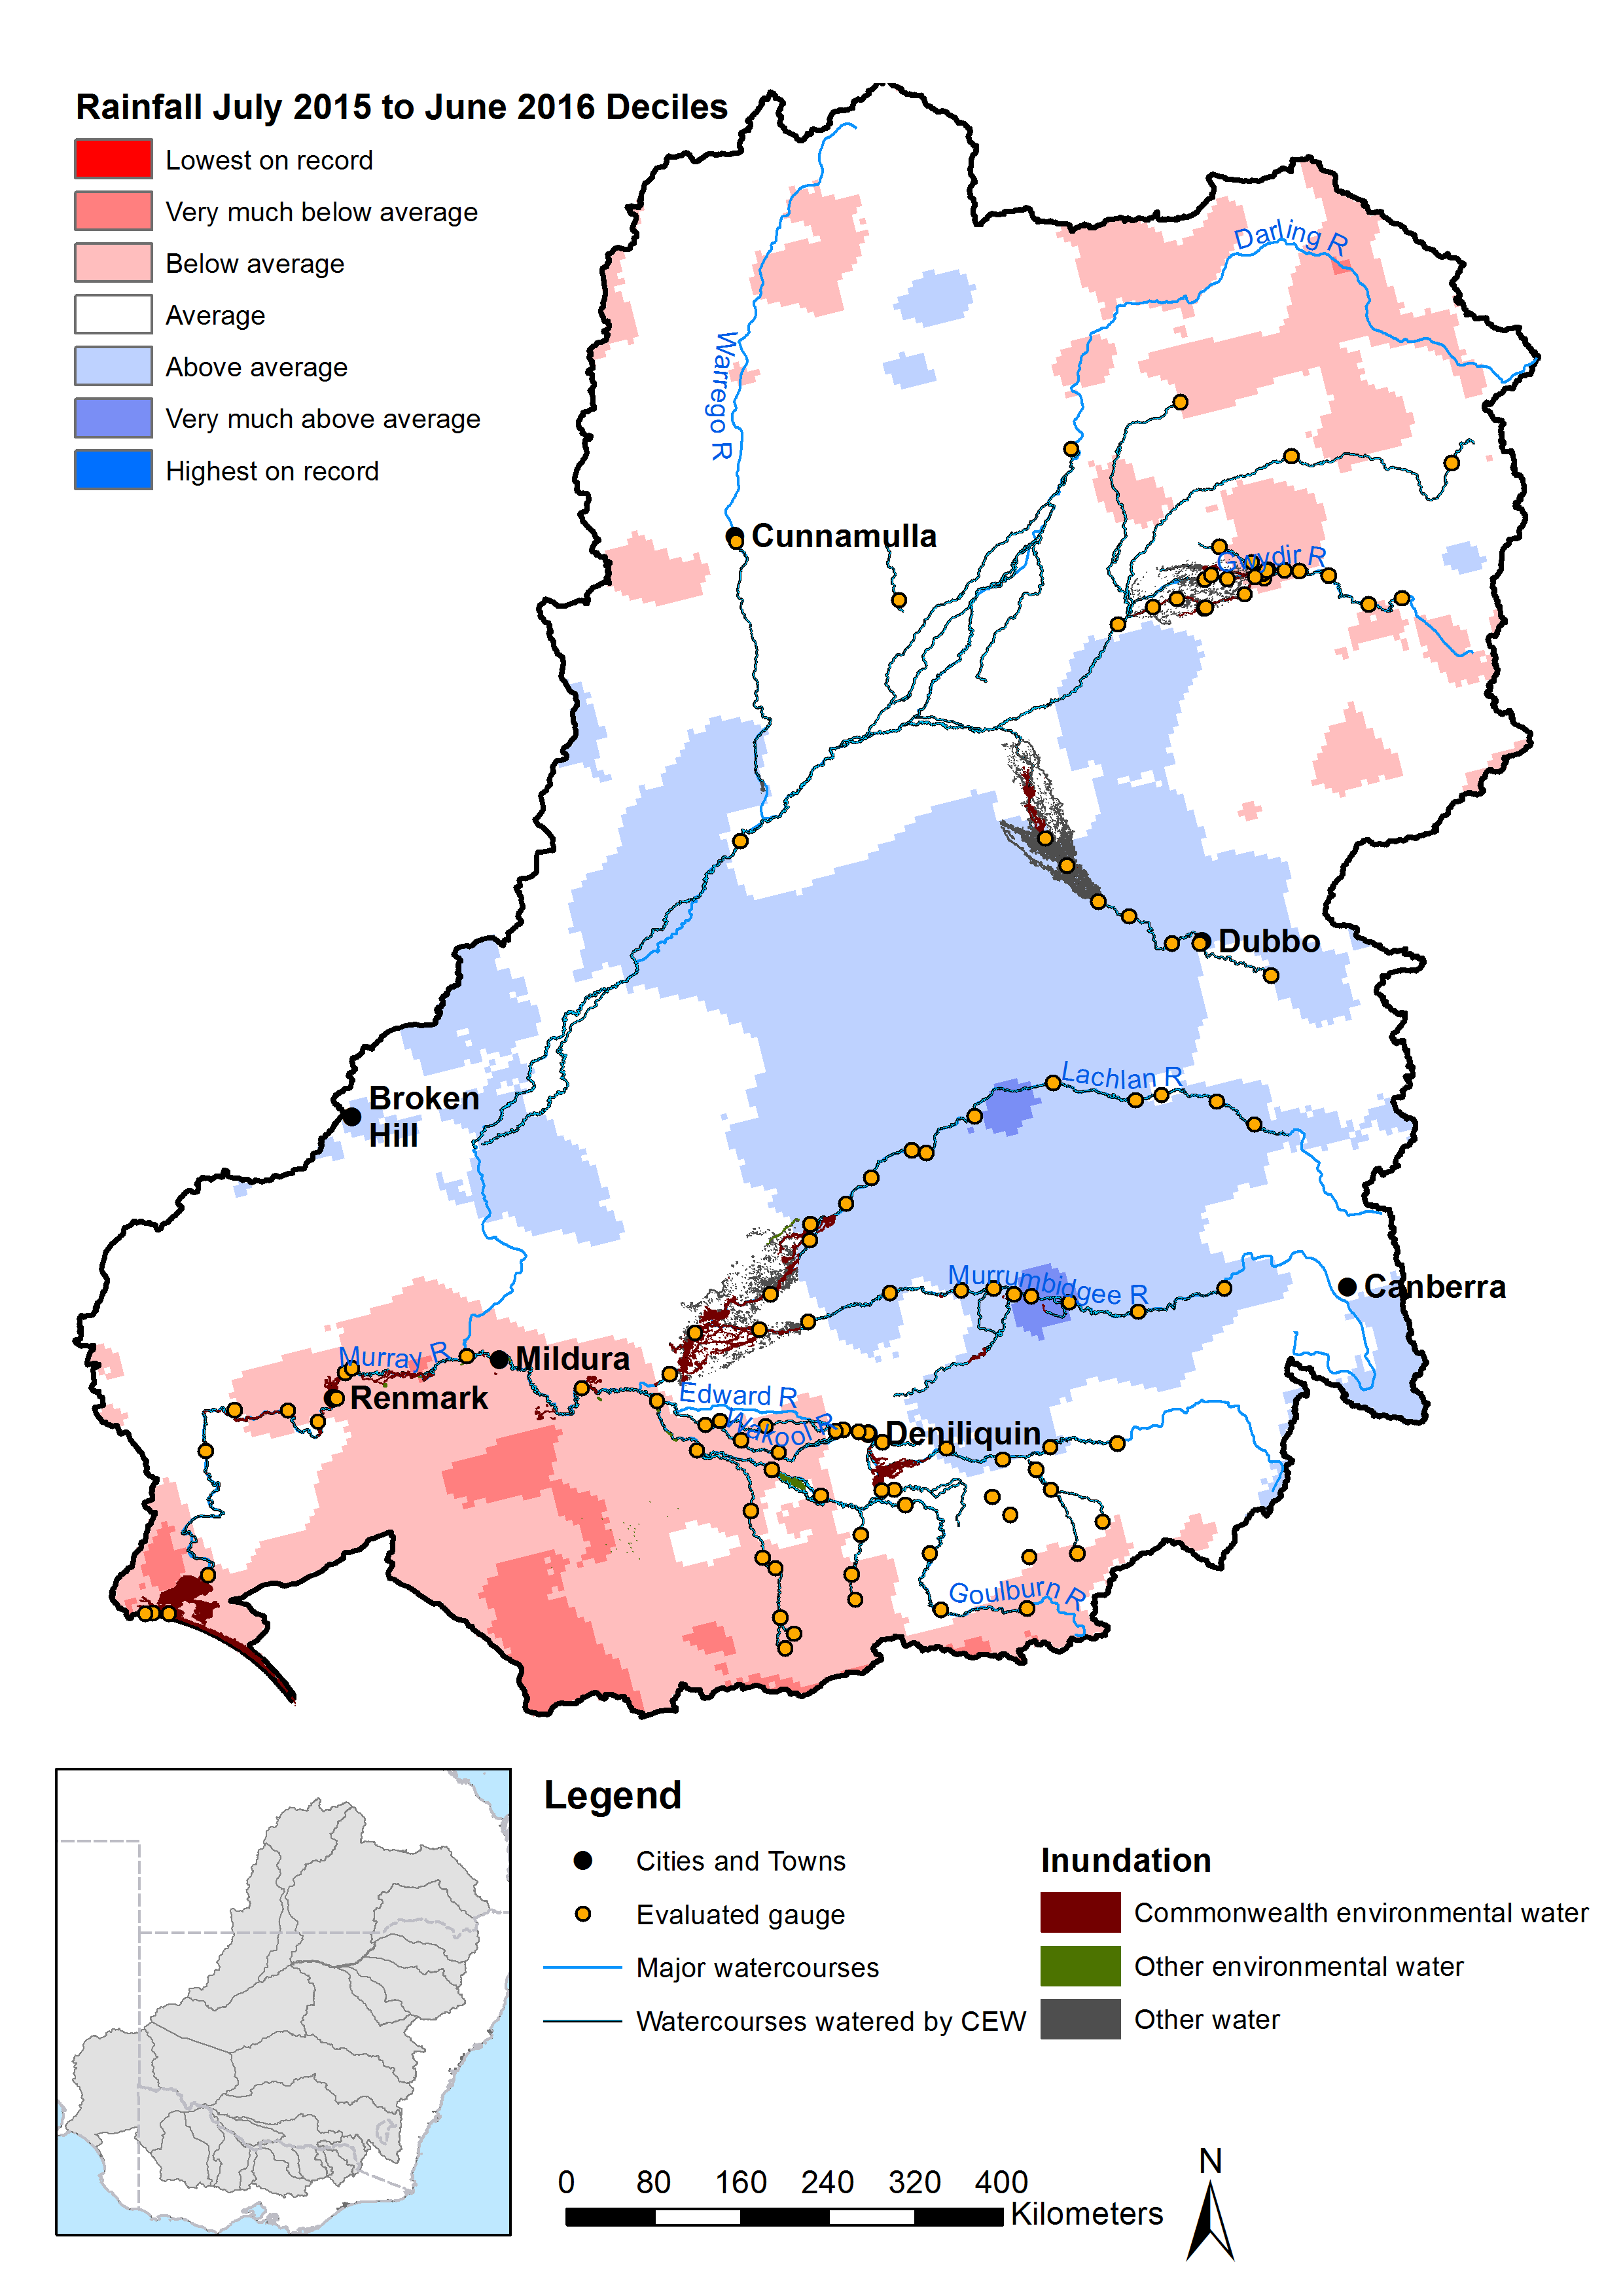 Rainfall July 2015 to June 2016 Deciles
Lowest on record
Very much below average
Below average
Average
Above average
Very much above average
Highest on record
Darling R
Warrego R
Cunnamulla
Gwydir R
Dubbo
Broken
Hill
Lachlan R
Murrumbidgee R
Canberra
Murray R
Mildura
Renmark
Edward R
Wakool R
Deniliquin
Goulburn R
Legend
Cities and Towns
Evaluated gauge
Major watercourses
Watercourses watered by CEW
Inundation
Commonwealth environmental water
Other environmental water
Other water
0 80 160 240 320 400
Kilometers
N